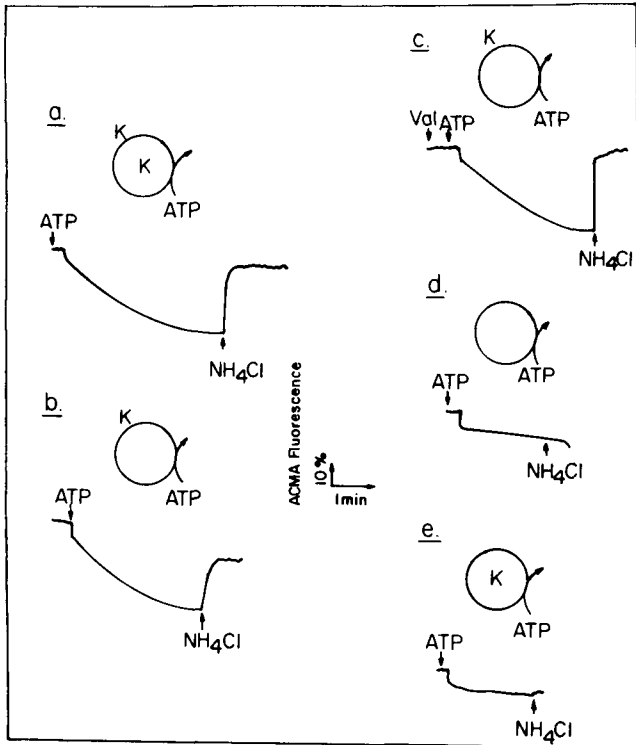 a.
K
K
ATP
ATP
NH4Cl
b.
K
ATP
ATP
NH4Cl
ACMA Fluorescence
10%
1min
c.
K
Val ATP
ATP
NH4Cl
d.
ATP
ATP
NH4Cl
e.
K
ATP
ATP
NH4Cl